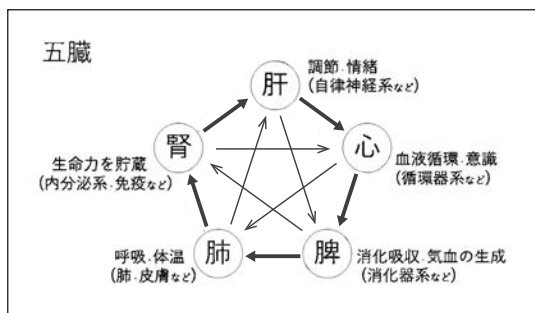 五臓
肝
調節·情緒
(自律神経系など)
心
血液循環·意識
(循環器系など)
脾
消化吸収·気血の生成
(消化器系など)
肺
呼吸·体温
(肺·皮膚など)
腎
生命力を貯蔵
(内分泌系·免疫など)